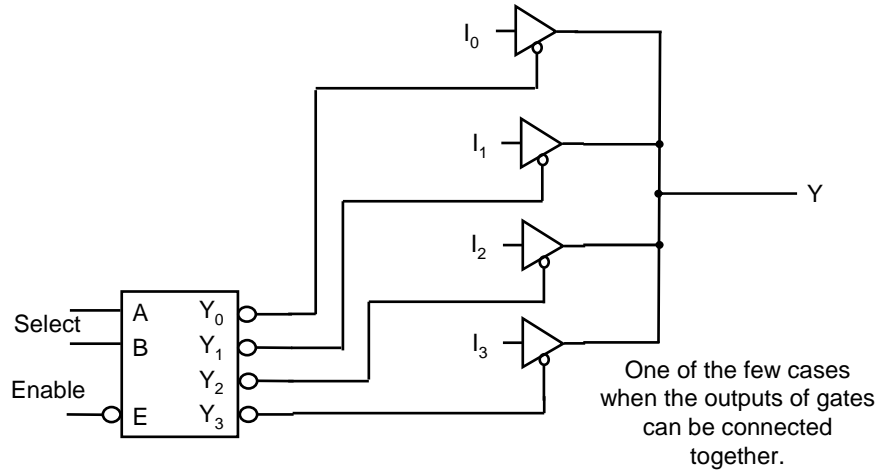 I0
I1
Y
I2
A Y0
Select
B Y1
I3
Y2
Enable
E Y3
One of the few cases
when the outputs of gates
can be connected
together.